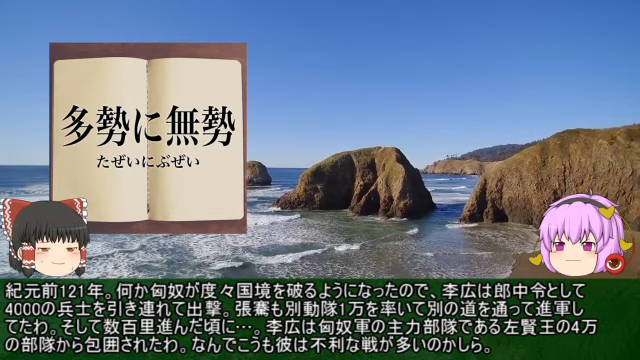 多勢に無勢
たぜいにぶぜい
紀元前121年。何か匈奴が度々国境を破るようになったので、李広は郎中令として
4000の兵士を引き連れて出撃。張騫も別動隊1万を率いて別の道を通って進軍し
てたわ。そして数百里進んだ頃に…。李広は匈奴軍の主力部隊である左賢王の4万
の部隊から包囲されたわ。なんでこうも彼は不利な戦が多いのかしら。